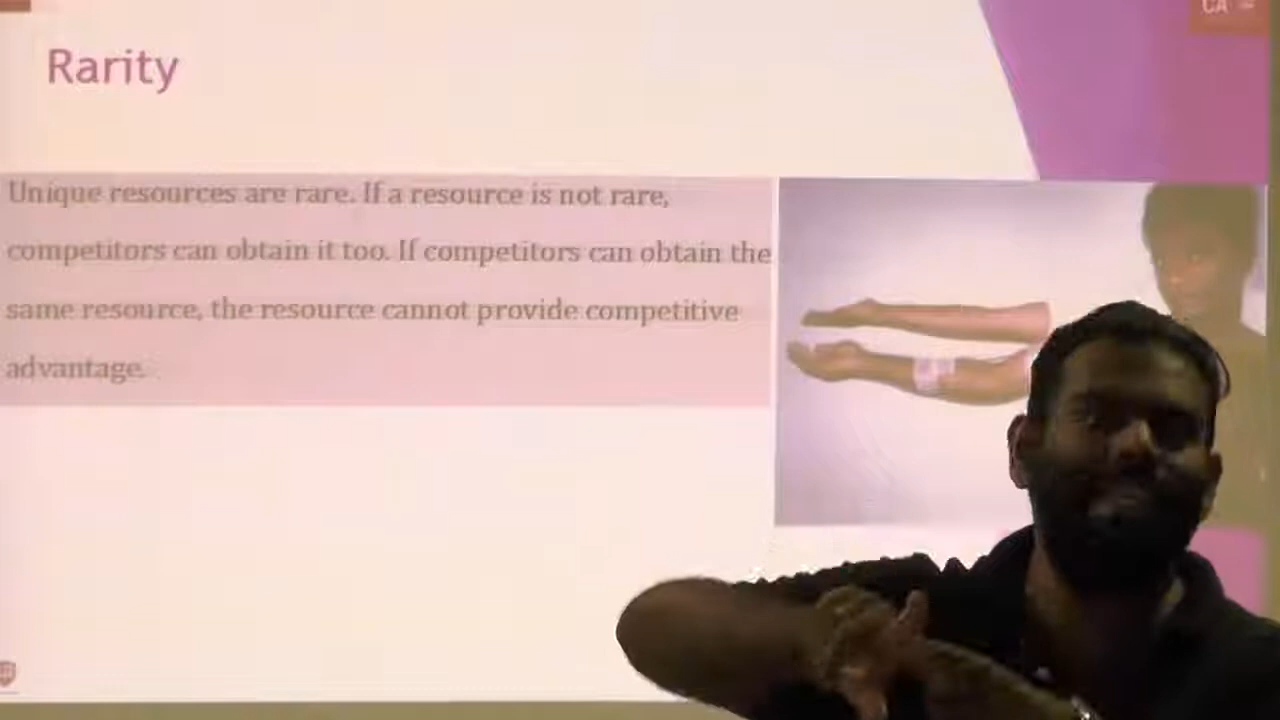 CA
Rarity
Unique resources are rare. If a resource is not rare,
competitors can obtain it too. If competitors can obtain the
same resource, the resource cannot provide competitive
advantage.